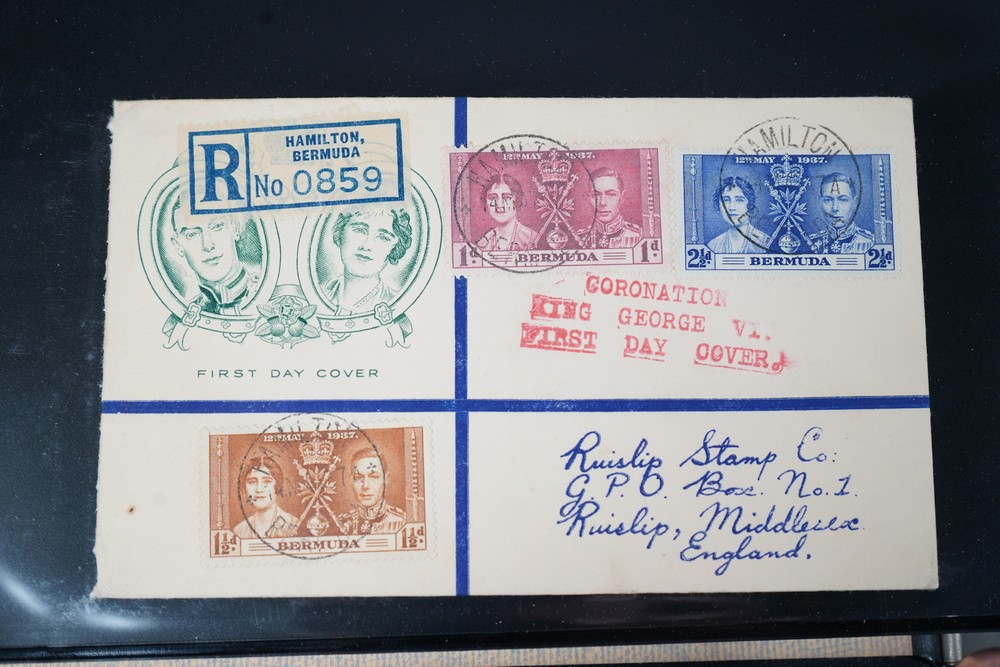 R
HAMILTON,
BERMUDA
No 0859
FIRST DAY COVER
12TH MAY 1937.
1d. BERMUDA 1d.
HAMILTON
12TH MAY 1937.
2½d. BERMUDA 2½d.
HAMILTON
CORONATION
KING GEORGE VI.
FIRST DAY COVER.
12TH MAY 1937.
1½d. BERMUDA 1½d.
HAMILTON
Ruislip Stamp Co:
G. P. O. Box. No. 1.
Ruislip, Middlesex.
England.